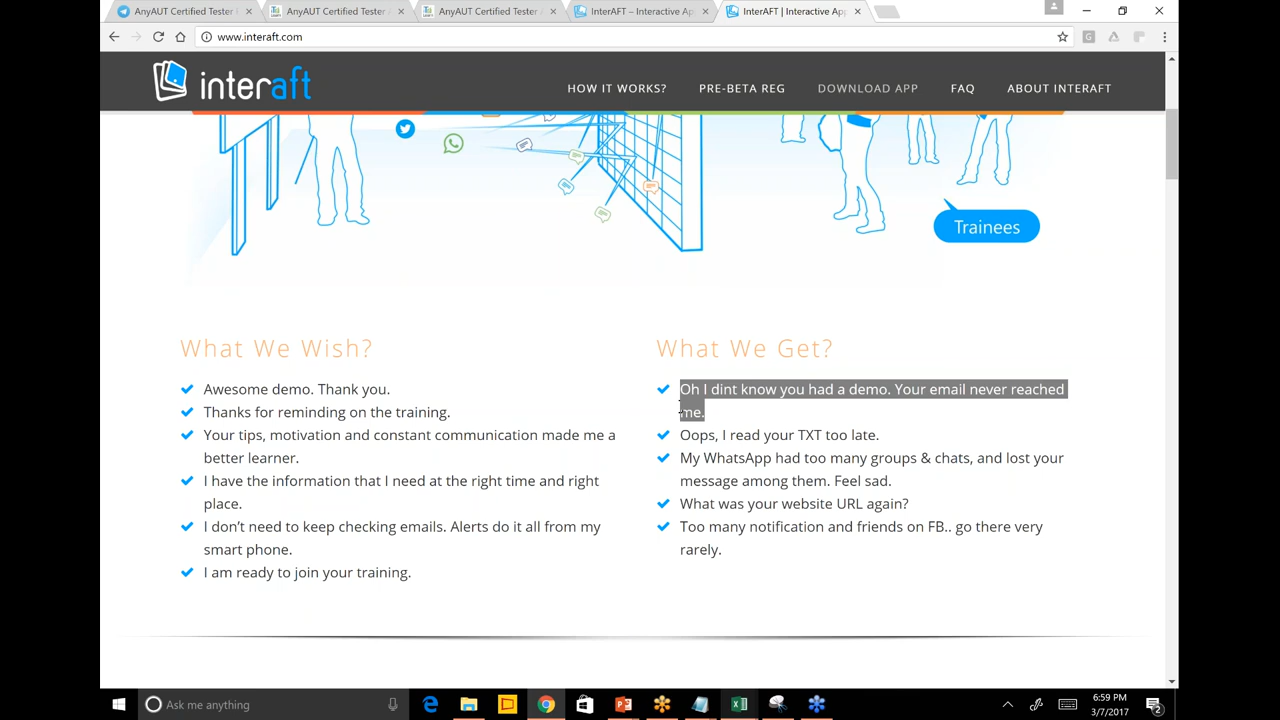 AnyAUT Certified Tester
AnyAUT Certified Tester
AnyAUT Certified Tester
InterAFT – Interactive Ap
InterAFT | Interactive App
www.interaft.com
interaft
HOW IT WORKS?
PRE-BETA REG
DOWNLOAD APP
FAQ
ABOUT INTERAFT
Trainees
What We Wish?
Awesome demo. Thank you.
Thanks for reminding on the training.
Your tips, motivation and constant communication made me a
better learner.
I have the information that I need at the right time and right
place.
I don't need to keep checking emails. Alerts do it all from my
smart phone.
I am ready to join your training.
What We Get?
Oh I dint know you had a demo. Your email never reached
me.
Oops, I read your TXT too late.
My WhatsApp had too many groups & chats, and lost your
message among them. Feel sad.
What was your website URL again?
Too many notification and friends on FB.. go there very
rarely.
Ask me anything
6:59 PM
3/7/2017
2